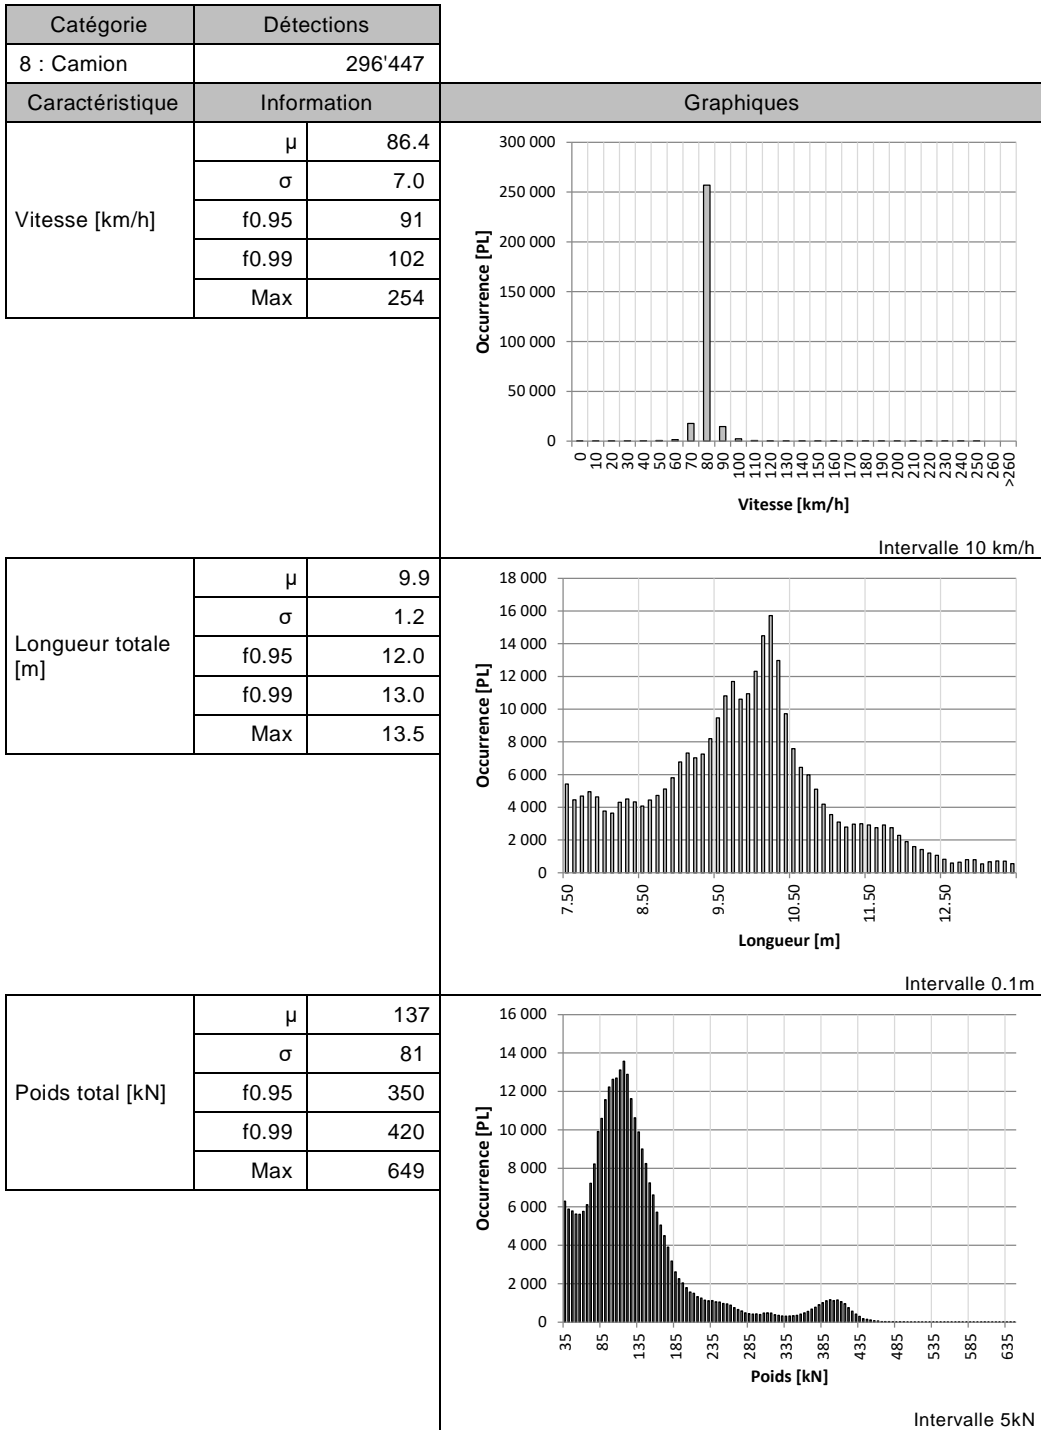 Catégorie Détections
8 : Camion 296'447
Caractéristique Information Graphiques
Vitesse [km/h]
µ 86.4
σ 7.0
f0.95 91
f0.99 102
Max 254
300 000
250 000
200 000
150 000
100 000
50 000
0
Occurrence [PL]
0 10 20 30 40 50 60 70 80 90 100 110 120 130 140 150 160 170 180 190 200 210 220 230 240 250 260 >260
Vitesse [km/h]
Intervalle 10 km/h
Longueur totale
[m]
µ 9.9
σ 1.2
f0.95 12.0
f0.99 13.0
Max 13.5
18 000
16 000
14 000
12 000
10 000
8 000
6 000
4 000
2 000
0
Occurrence [PL]
7.50 8.50 9.50 10.50 11.50 12.50
Longueur [m]
Intervalle 0.1m
Poids total [kN]
µ 137
σ 81
f0.95 350
f0.99 420
Max 649
16 000
14 000
12 000
10 000
8 000
6 000
4 000
2 000
0
Occurrence [PL]
35 85 135 185 235 285 335 385 435 485 535 585 635
Poids [kN]
Intervalle 5kN